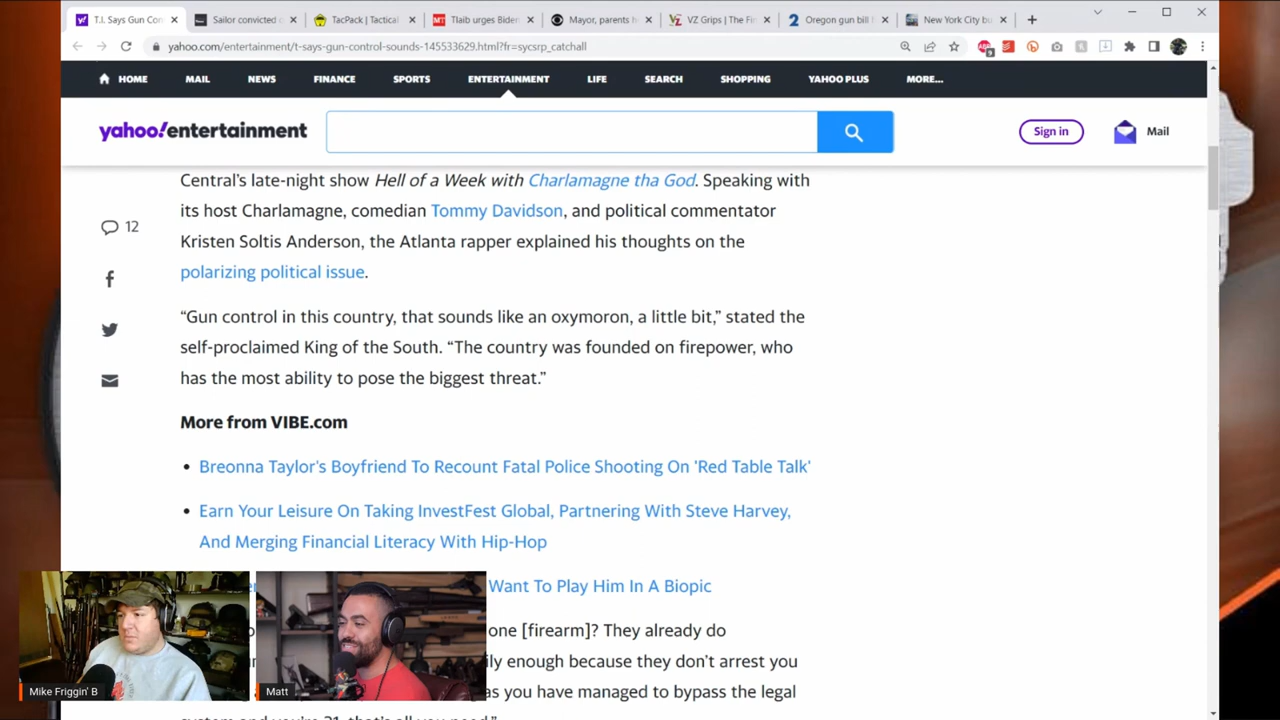 T.I. Says Gun Con
Sailor convicted o
TacPack | Tactical
Tlaib urges Biden
Mayor, parents h
VZ Grips | The Fi
Oregon gun bill
New York City bu
yahoo.com/entertainment/t-says-gun-control-sounds-145533629.html?fr=sycsrp_catchall
HOME MAIL NEWS FINANCE SPORTS ENTERTAINMENT LIFE SEARCH SHOPPING YAHOO PLUS MORE...
yahoo!entertainment
Sign in
Mail
Central's late-night show Hell of a Week with Charlamagne tha God. Speaking with
its host Charlamagne, comedian Tommy Davidson, and political commentator
12
Kristen Soltis Anderson, the Atlanta rapper explained his thoughts on the
polarizing political issue.
“Gun control in this country, that sounds like an oxymoron, a little bit,” stated the
self-proclaimed King of the South. “The country was founded on firepower, who
has the most ability to pose the biggest threat.”
More from VIBE.com
• Breonna Taylor's Boyfriend To Recount Fatal Police Shooting On 'Red Table Talk'
• Earn Your Leisure On Taking InvestFest Global, Partnering With Steve Harvey,
And Merging Financial Literacy With Hip-Hop
Want To Play Him In A Biopic
one [firearm]? They already do
enough because they don't arrest you
as you have managed to bypass the legal
Mike Friggin' B
Matt